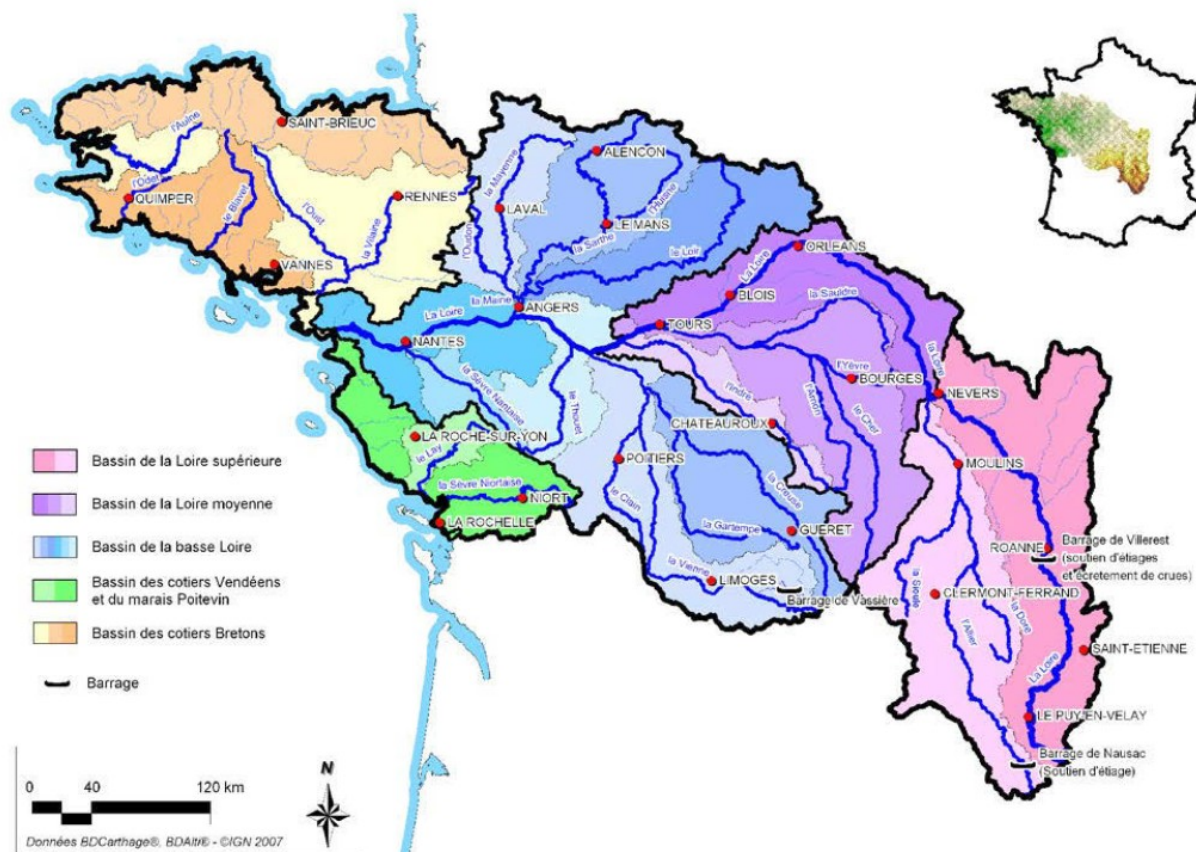 SAINT-BRIEUC
l'Aulne
l'Odet
QUIMPER
le Blavet
l'Oust
la Vilaine
RENNES
VANNES
ALENCON
la Mayenne
l'Huisne
LAVAL
LE MANS
l'Oudon
la Sarthe
le Loir
la Maine
ANGERS
La Loire
NANTES
la Sèvre Nantaise
le Thouet
ORLEANS
La Loire
BLOIS
la Sauldre
TOURS
la Loire
l'Yèvre
BOURGES
NEVERS
l'Indre
l'Arnon
le Cher
CHATEAUROUX
LA ROCHE-SUR-YON
le Lay
la Sèvre Niortaise
NIORT
LA ROCHELLE
POITIERS
le Clain
la Creuse
la Gartempe
GUERET
la Vienne
LIMOGES
Barrage de Vassière
MOULINS
ROANNE
Barrage de Villerest
(soutien d'étiages
et écretement de crues)
la Sioule
CLERMONT-FERRAND
la Dore
l'Allier
SAINT-ETIENNE
La Loire
LE PUY-EN-VELAY
Barrage de Nausac
(Soutien d'étiage)
Bassin de la Loire supérieure
Bassin de la Loire moyenne
Bassin de la basse Loire
Bassin des cotiers Vendéens
et du marais Poitevin
Bassin des cotiers Bretons
Barrage
0 40 120 km
N
Données BDCarthage®, BDAlti® - ©IGN 2007